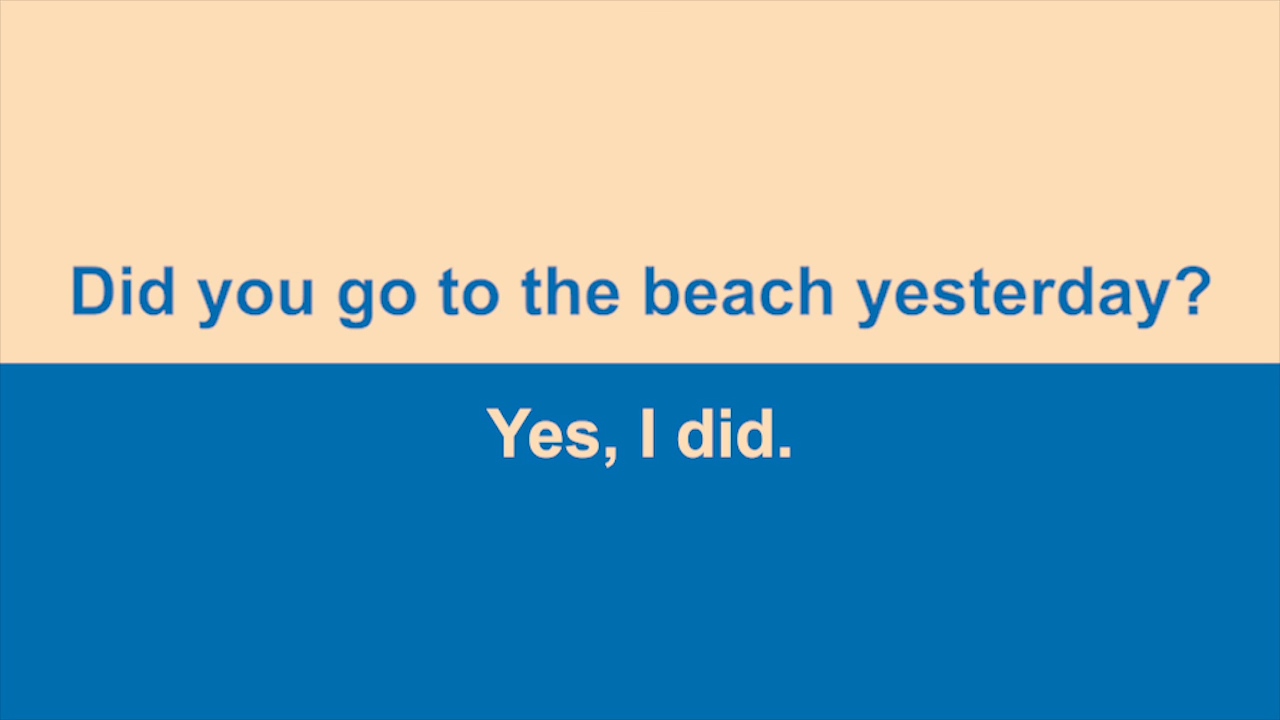 Did you go to the beach yesterday?
Yes, I did.